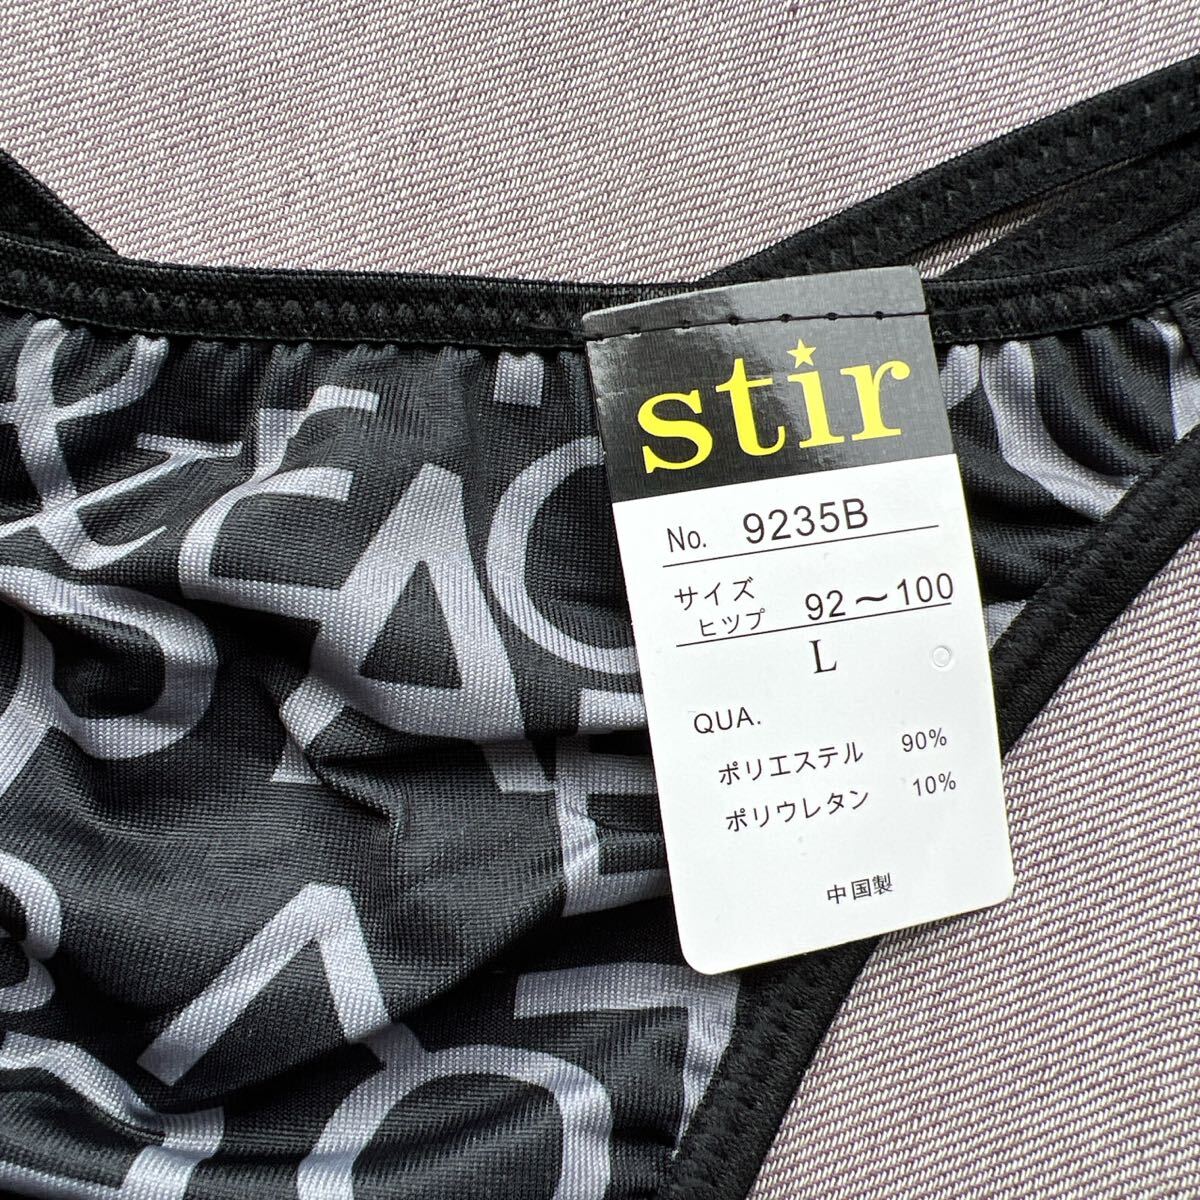 stir
No. 9235B
サイズ
ヒップ 92～100
L
QUA.
ポリエステル 90%
ポリウレタン 10%
中国製